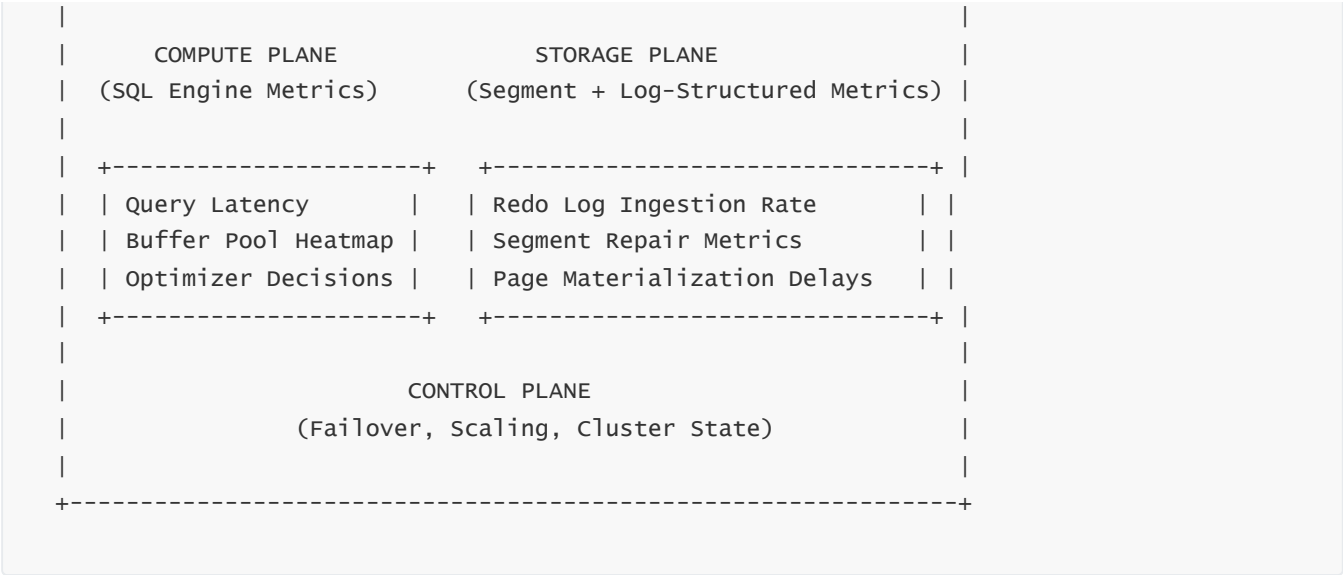 |                                                               |
|      COMPUTE PLANE              STORAGE PLANE                 |
|  (SQL Engine Metrics)      (Segment + Log-Structured Metrics) |
|                                                               |
|  +----------------------+   +-------------------------------+ |
|  | Query Latency        |   | Redo Log Ingestion Rate       | |
|  | Buffer Pool Heatmap |   | Segment Repair Metrics        | |
|  | Optimizer Decisions |   | Page Materialization Delays   | |
|  +----------------------+   +-------------------------------+ |
|                                                               |
|                        CONTROL PLANE                          |
|                (Failover, Scaling, Cluster State)             |
|                                                               |
+---------------------------------------------------------------+